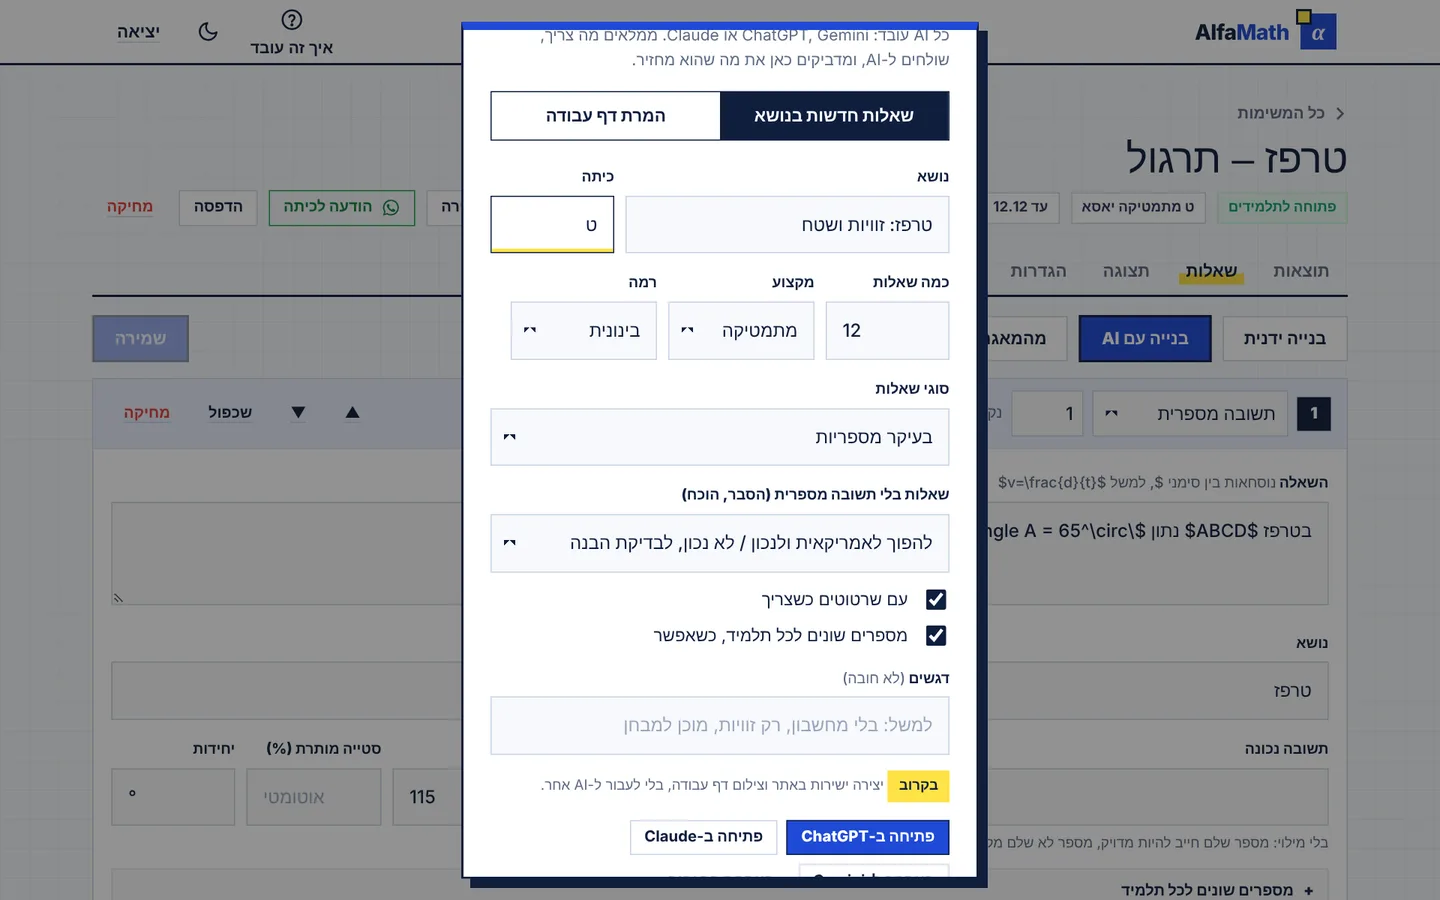 AlfaMath
α
איך זה עובד
יציאה
כל המשימות
טרפז – תרגול
פתוחה לתלמידים
ט מתמטיקה יאסא
עד 12.12
הודעה לכיתה
הדפסה
מחיקה
תוצאות
שאלות
תצוגה
הגדרות
בנייה ידנית
בנייה עם AI
שמירה
1
תשובה מספרית
1
▲
▼
שכפול
מחיקה
השאלה נוסחאות בין סימני $, למשל $v=\frac{d}{t}$
בטרפז $ABCD$ נתון
נושא
טרפז
תשובה נכונה
115
סטייה מותרת (%)
אוטומטי
יחידות
°
+ מספרים שונים לכל תלמיד
כל AI עובד: ChatGPT, Gemini או Claude. ממלאים מה צריך,
שולחים ל-AI, ומדביקים כאן את מה שהוא מחזיר.
שאלות חדשות בנושא
המרת דף עבודה
נושא
כיתה
טרפז: זוויות ושטח
ט
כמה שאלות
מקצוע
רמה
12
מתמטיקה
בינונית
סוגי שאלות
בעיקר מספריות
שאלות בלי תשובה מספרית (הסבר, הוכח)
להפוך לאמריקאית ולנכון / לא נכון, לבדיקת הבנה
עם שרטוטים כשצריך
מספרים שונים לכל תלמיד, כשאפשר
דגשים (לא חובה)
למשל: בלי מחשבון, רק זוויות, מוכן למבחן
בקרוב יצירה ישירות באתר וצילום דף עבודה, בלי לעבור ל-AI אחר.
פתיחה ב-ChatGPT
פתיחה ב-Claude